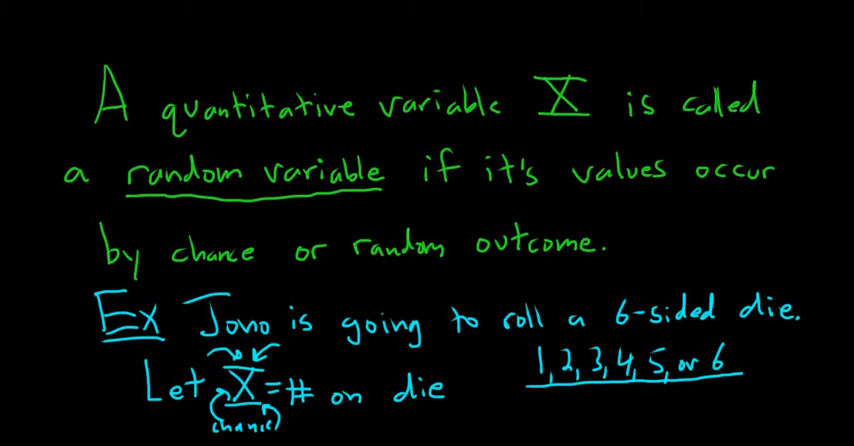 A quantitative variable X is called
a random variable if it's values occur
by chance or random outcome.
Ex Jono is going to roll a 6-sided die.
Let X = # on die 1, 2, 3, 4, 5, or 6
chance